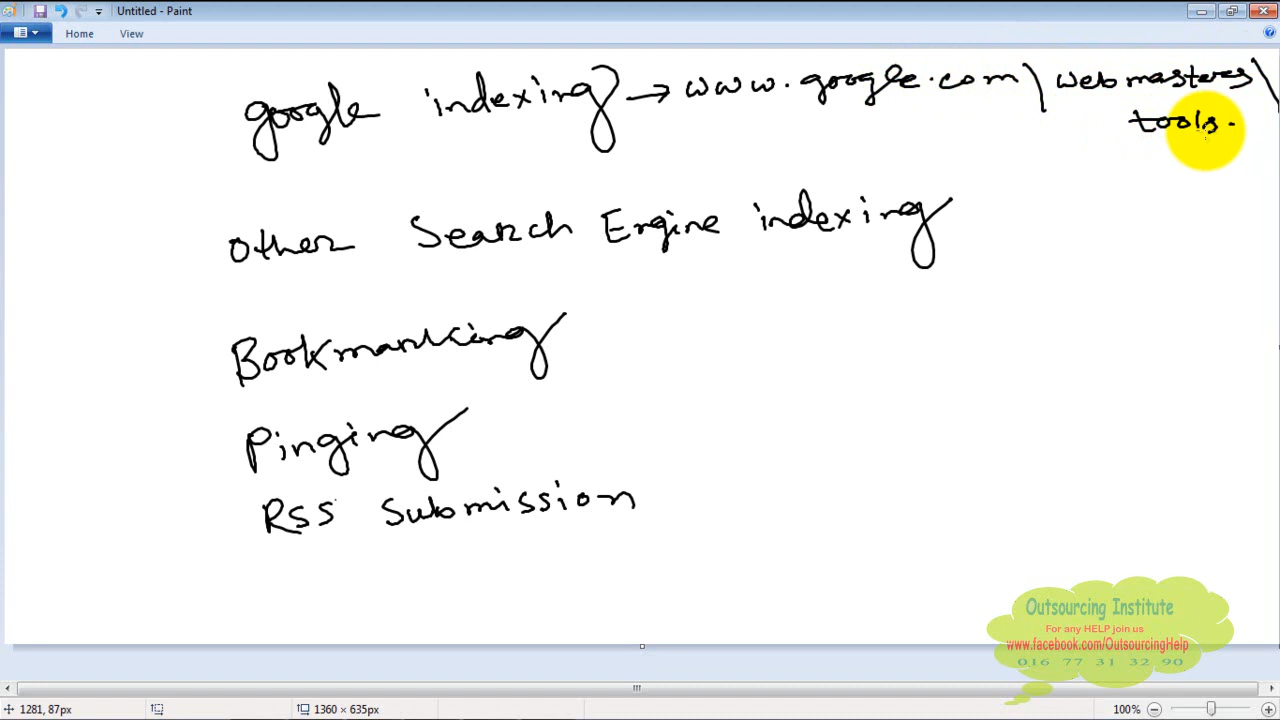 Untitled - Paint
Home View
google indexing → www.google.com\webmasters\
tools.
Other Search Engine indexing
Bookmarking
Pinging
RSS Submission
Outsourcing Institute
For any HELP join us
www.facebook.com/OutsourcingHelp
016 77 31 32 90
1281, 87px
1360 × 635px
100%